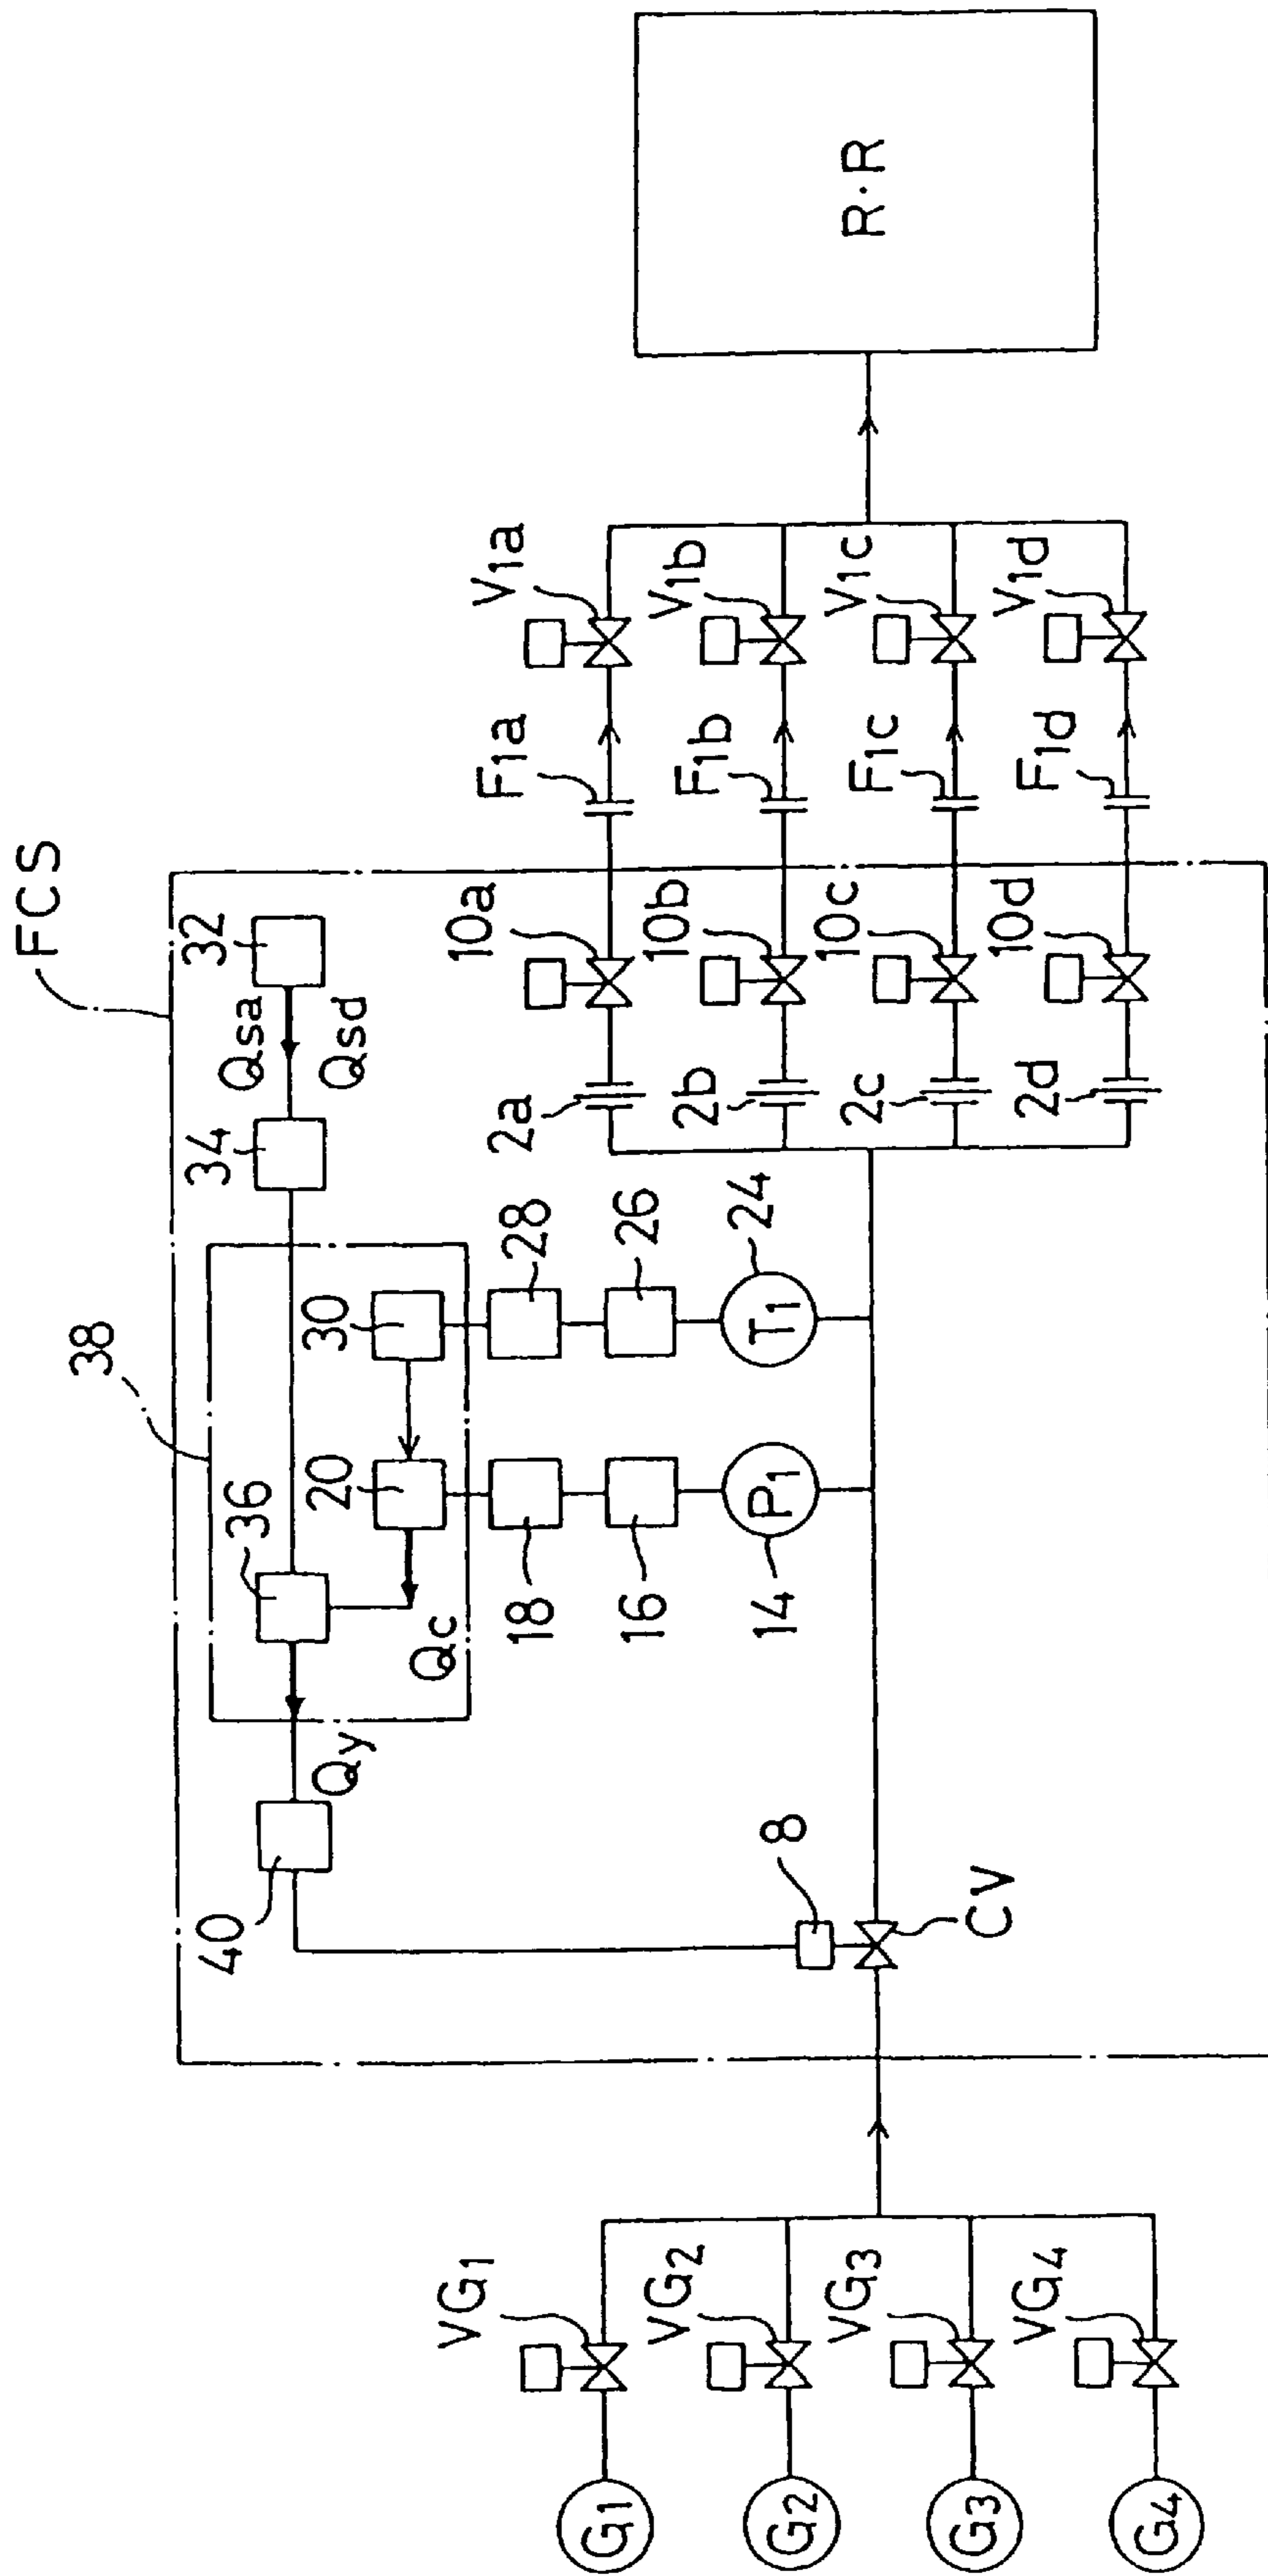 FCS
38
40
Qy
36
34
Qsa
Qsd
32
Qc
20
30
18
28
16
26
14
P1
T1
24
8
CV
2a
10a
F1a
V1a
2b
10b
F1b
V1b
2c
10c
F1c
V1c
2d
10d
F1d
V1d
VG1
G1
VG2
G2
VG3
G3
VG4
G4
R·R